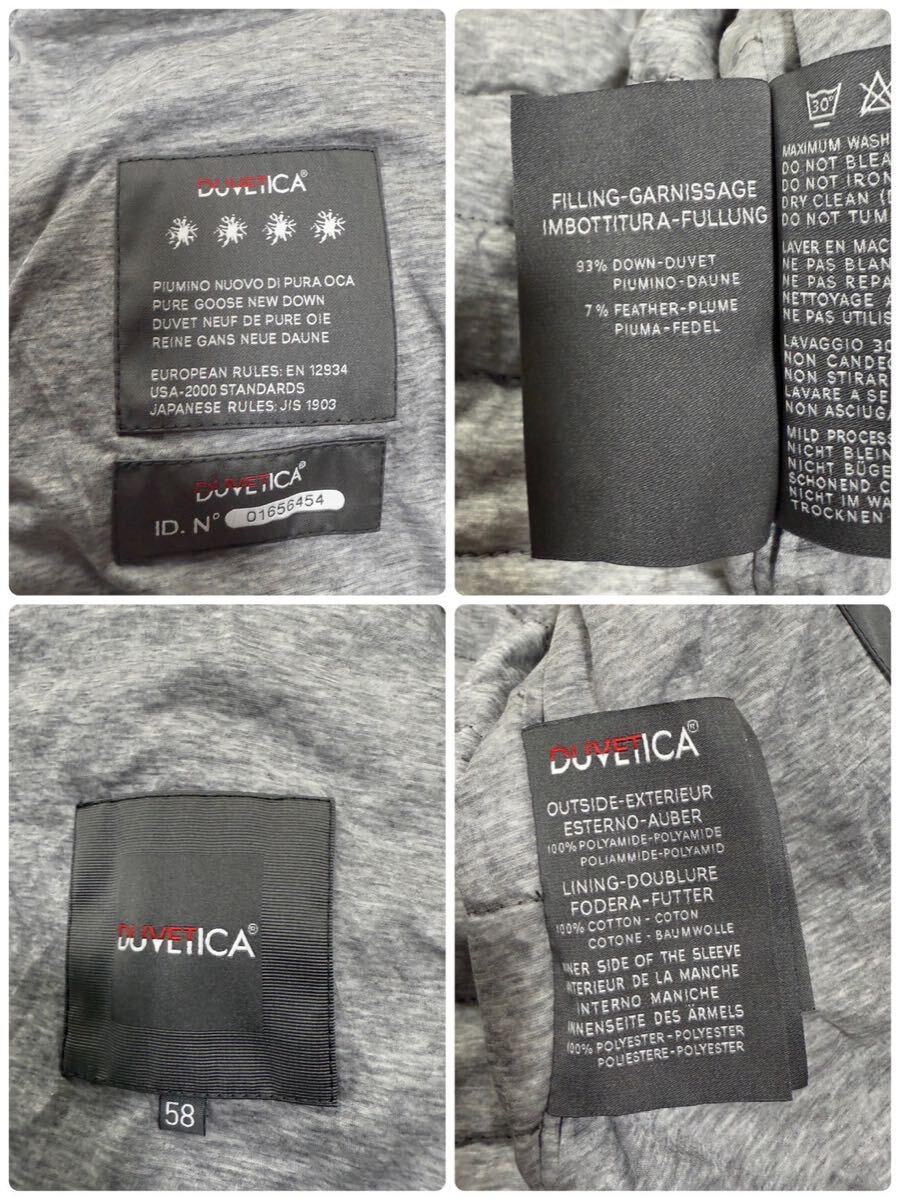 DUVETICA®
PIUMINO NUOVO DI PURA OCA
PURE GOOSE NEW DOWN
DUVET NEUF DE PURE OIE
REINE GANS NEUE DAUNE
EUROPEAN RULES: EN 12934
USA-2000 STANDARDS
JAPANESE RULES: JIS 1903
DUVETICA®
ID. N° 01656454
FILLING-GARNISSAGE
IMBOTTITURA-FULLUNG
93% DOWN-DUVET
PIUMINO-DAUNE
7% FEATHER-PLUME
PIUMA-FEDEL
30°
MAXIMUM WASH
DO NOT BLEA
DO NOT IRON
DRY CLEAN (D
DO NOT TUM
LAVER EN MAC
NE PAS BLAN
NE PAS REPA
NETTOYAGE A
NE PAS UTILIS
LAVAGGIO 30
NON CANDEG
NON STIRAR
LAVARE A SE
NON ASCIUGA
MILD PROCESS
NICHT BLEIN
NICHT BÜGE
SCHONEND C
NICHT IM WA
TROCKNEN
DUVETICA®
58
DUVETICA®
OUTSIDE-EXTERIEUR
ESTERNO-AUBER
100% POLYAMIDE-POLYAMIDE
POLIAMMIDE-POLYAMID
LINING-DOUBLURE
FODERA-FUTTER
100% COTTON - COTON
COTONE - BAUMWOLLE
NNER SIDE OF THE SLEEVE
NTERIEUR DE LA MANCHE
INTERNO MANICHE
NNENSEITE DES ÄRMELS
100% POLYESTER-POLYESTER
POLIESTERE-POLYESTER